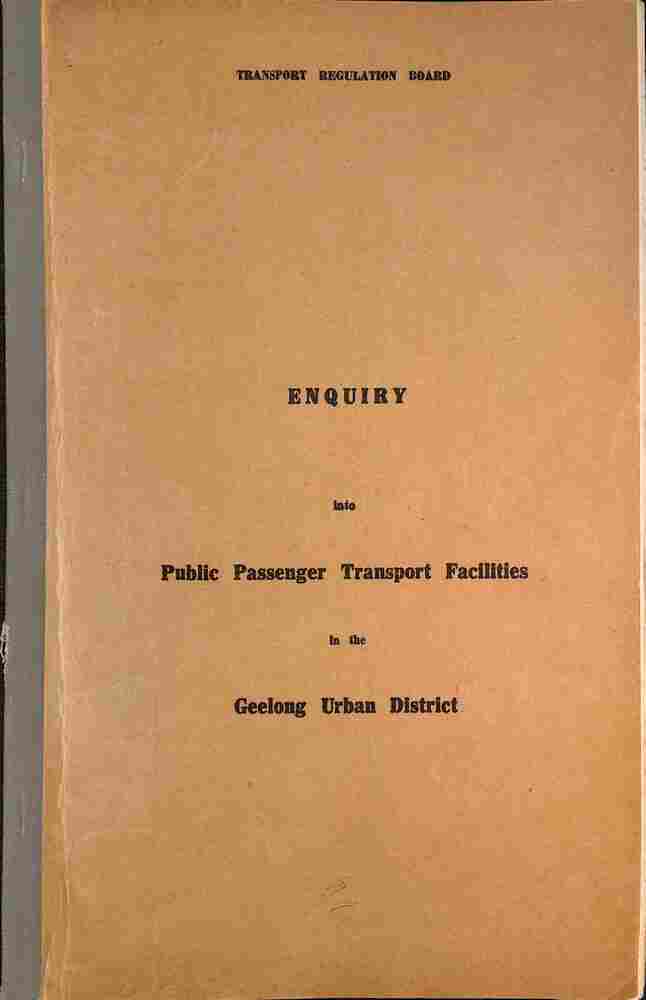 TRANSPORT REGULATION BOARD
ENQUIRY
into
Public Passenger Transport Facilities
in the
Geelong Urban District